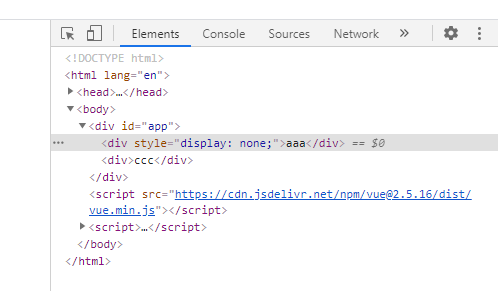 Elements Console Sources Network »
<!DOCTYPE html>
<html lang="en">
<head>…</head>
<body>
<div id="app">
<div style="display: none;">aaa</div> == $0
<div>ccc</div>
</div>
<script src="https://cdn.jsdelivr.net/npm/vue@2.5.16/dist/
vue.min.js"></script>
<script>…</script>
</body>
</html>